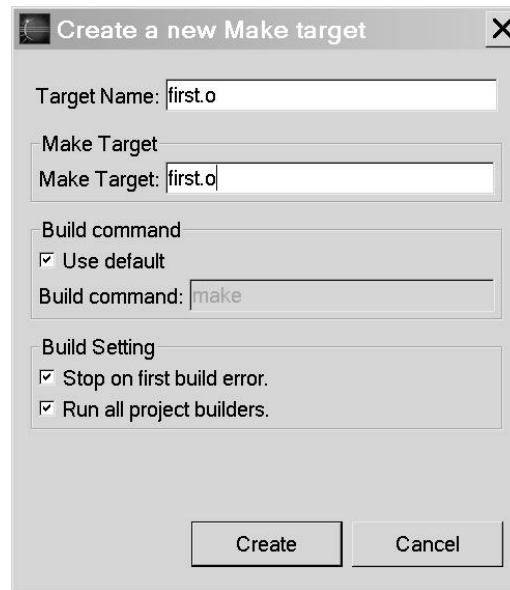 Create a new Make target
Target Name: first.o
Make Target
Make Target: first.o
Build command
Use default
Build command: make
Build Setting
Stop on first build error.
Run all project builders.
Create Cancel